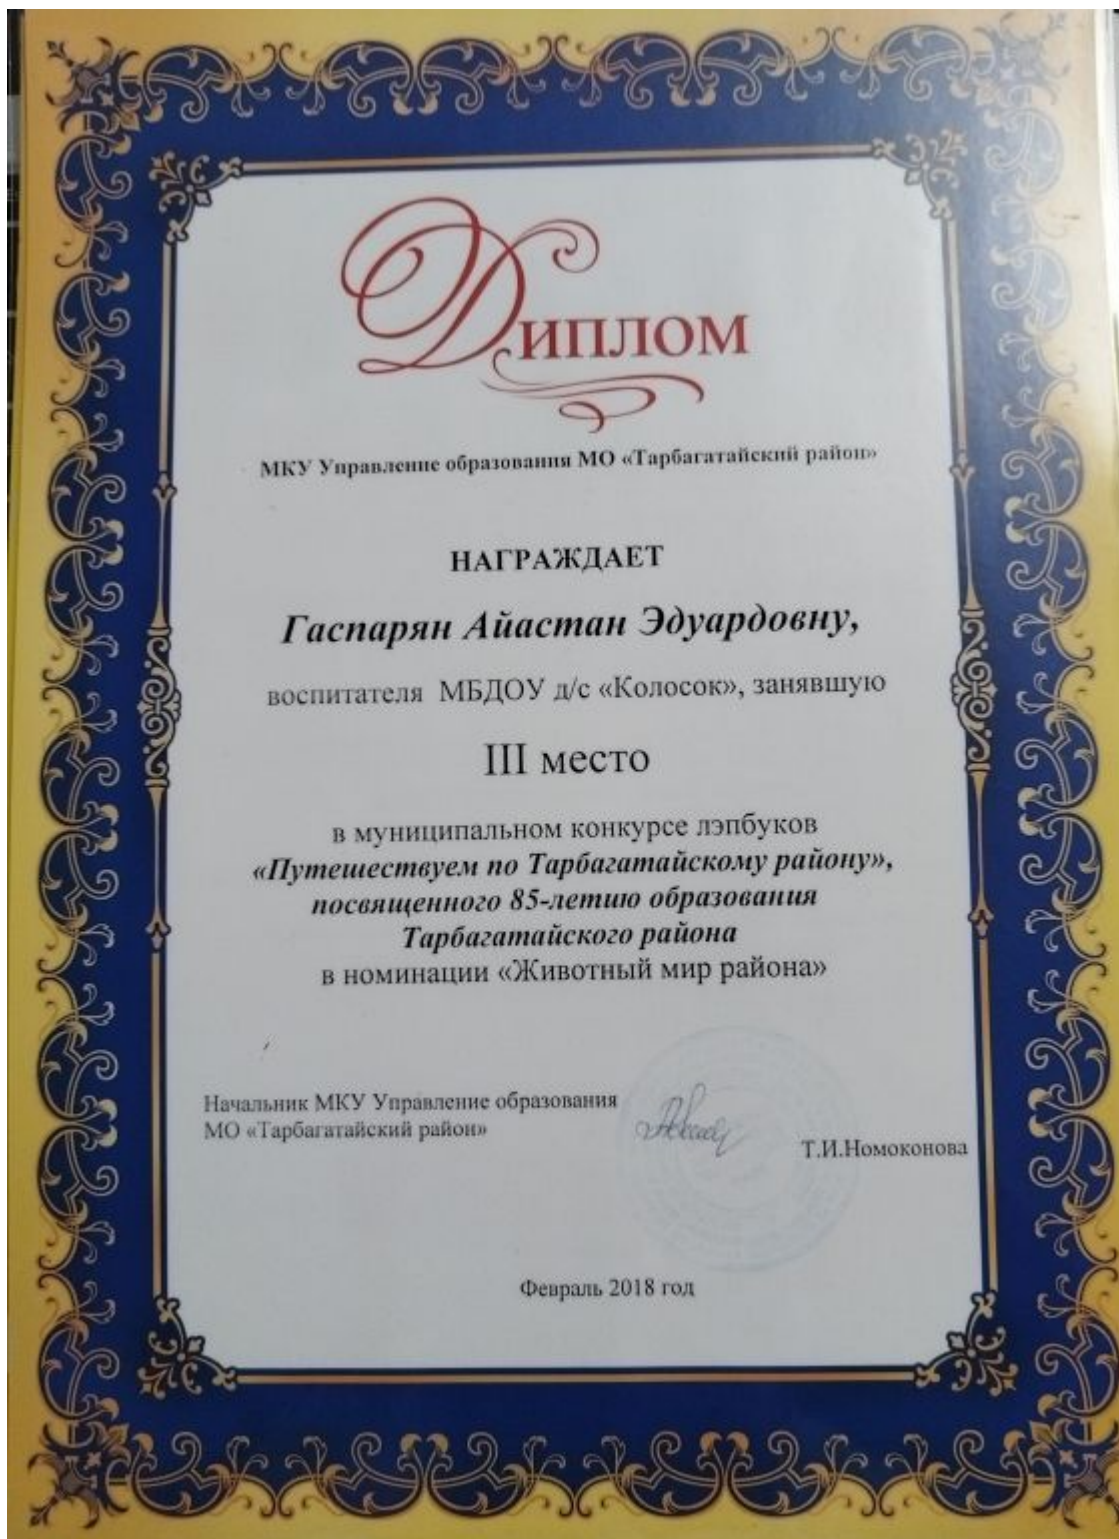 Диплом
МКУ Управление образования МО «Тарбагатайский район»
НАГРАЖДАЕТ
Гаспарян Айастан Эдуардовну,
воспитателя МБДОУ д/с «Колосок», занявшую
III место
в муниципальном конкурсе лэпбуков
«Путешествуем по Тарбагатайскому району»,
посвященного 85-летию образования
Тарбагатайского района
в номинации «Животный мир района»
Начальник МКУ Управление образования
МО «Тарбагатайский район»
Т.И.Номоконова
Февраль 2018 год